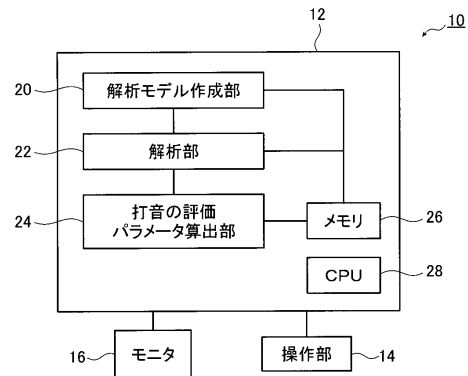 12
10
20
解析モデル作成部
22
解析部
24
打音の評価
パラメータ算出部
メモリ
26
CPU
28
16
モニタ
操作部
14